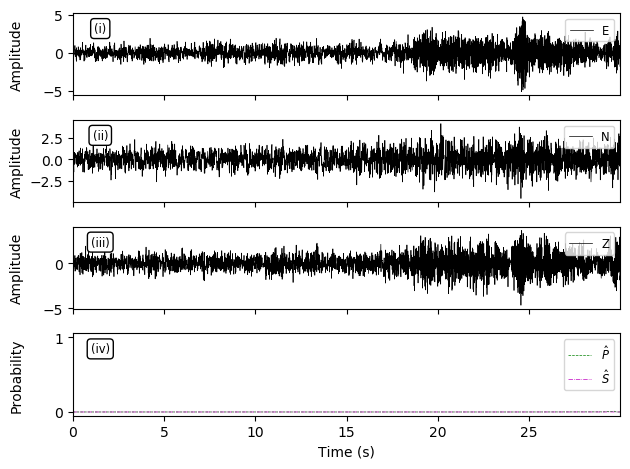 5
(i)
E
0
Amplitude
−5
(ii)
N
2.5
0.0
Amplitude
−2.5
(iii)
Z
0
Amplitude
−5
1
(iv)
P̂
Ŝ
Probability
0
0 5 10 15 20 25
Time (s)